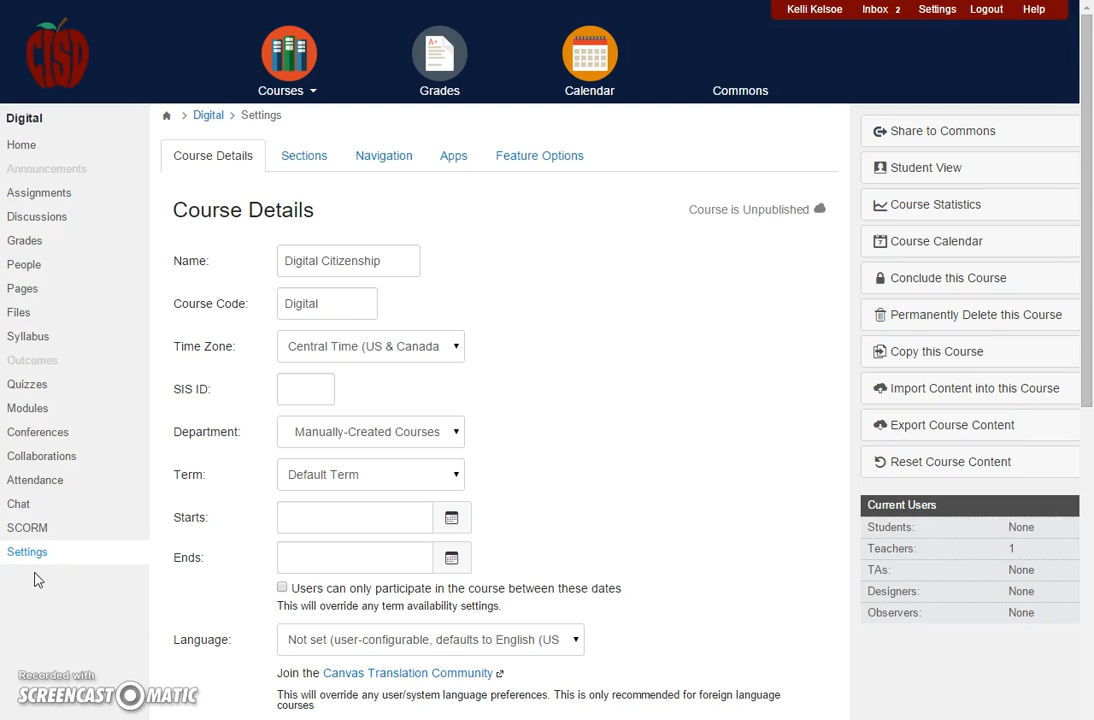 Kelli Kelsoe Inbox 2 Settings Logout Help
CISD
Courses Grades Calendar Commons
Digital
Home
Announcements
Assignments
Discussions
Grades
People
Pages
Files
Syllabus
Outcomes
Quizzes
Modules
Conferences
Collaborations
Attendance
Chat
SCORM
Settings
Digital > Settings
Course Details Sections Navigation Apps Feature Options
Course Details
Course is Unpublished
Name: Digital Citizenship
Course Code: Digital
Time Zone: Central Time (US & Canada
SIS ID:
Department: Manually-Created Courses
Term: Default Term
Starts:
Ends:
Users can only participate in the course between these dates
This will override any term availability settings.
Language: Not set (user-configurable, defaults to English (US
Join the Canvas Translation Community
This will override any user/system language preferences. This is only recommended for foreign language
courses
Share to Commons
Student View
Course Statistics
Course Calendar
Conclude this Course
Permanently Delete this Course
Copy this Course
Import Content into this Course
Export Course Content
Reset Course Content
Current Users
Students: None
Teachers: 1
TAs: None
Designers: None
Observers: None
Recorded with
SCREENCAST-O-MATIC